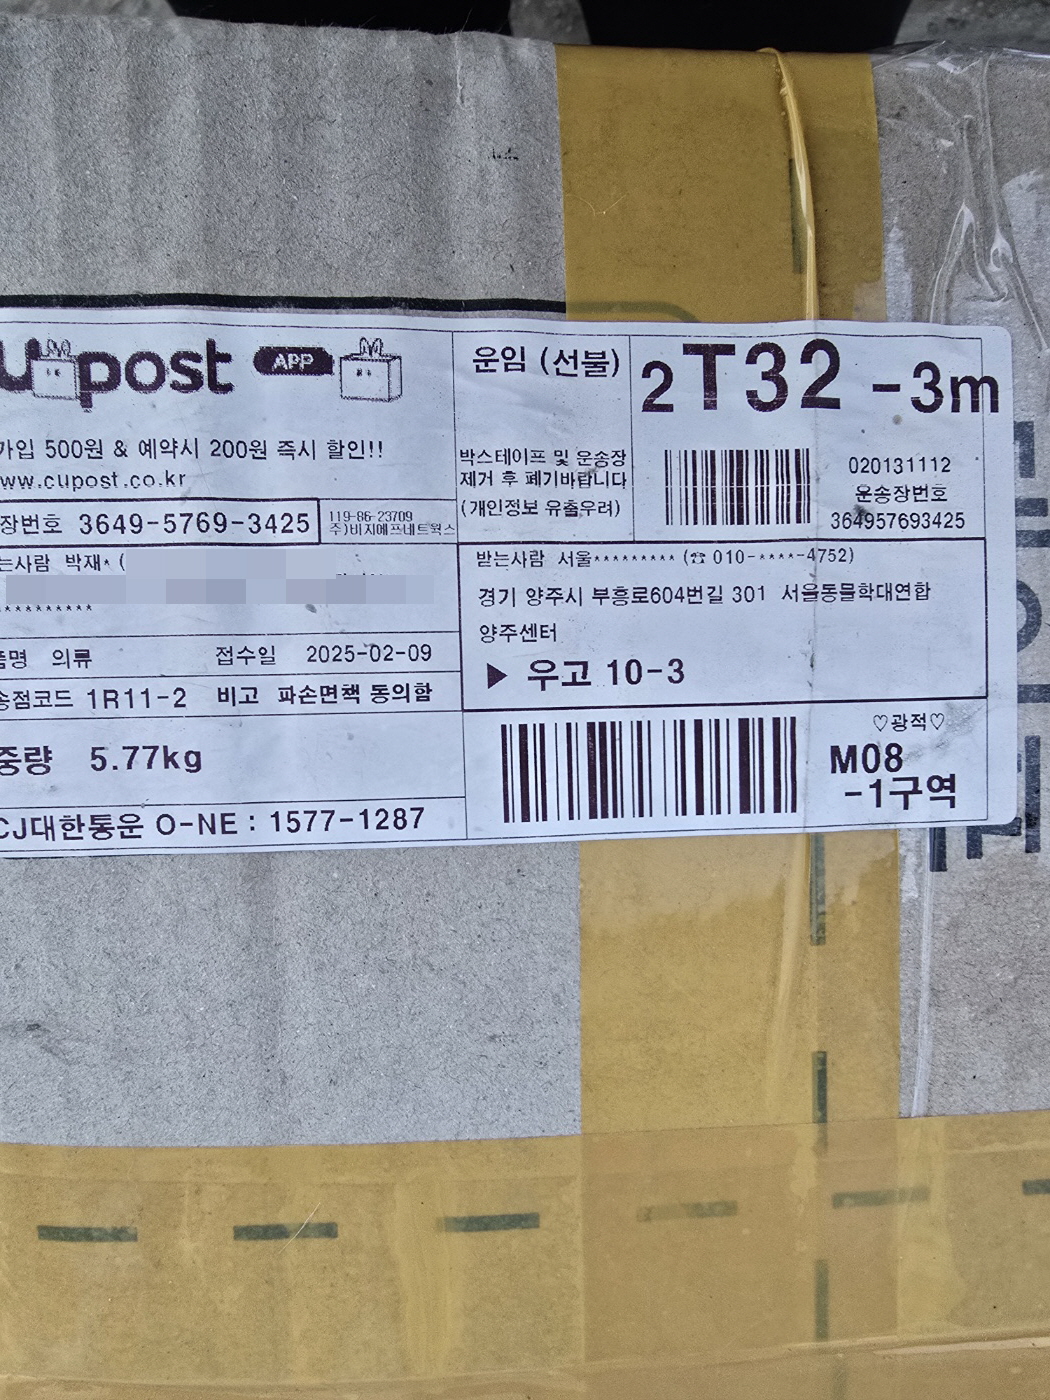 cupost APP
가입 500원 & 예약시 200원 즉시 할인!!
www.cupost.co.kr
장번호 3649-5769-3425
119-86-23709
주)비지에프네트웍스
는사람 박재*(
*********
품명 의류 접수일 2025-02-09
송점코드 1R11-2 비고 파손면책 동의함
중량 5.77kg
CJ대한통운 O-NE : 1577-1287
운임 (선불)
박스테이프 및 운송장
제거 후 폐기바랍니다
(개인정보 유출우려)
2T32-3m
020131112
운송장번호
364957693425
받는사람 서울********* (☎ 010-****-4752)
경기 양주시 부흥로604번길 301 서울동물학대연합
양주센터
▶ 우고 10-3
♡광적♡
M08
-1구역